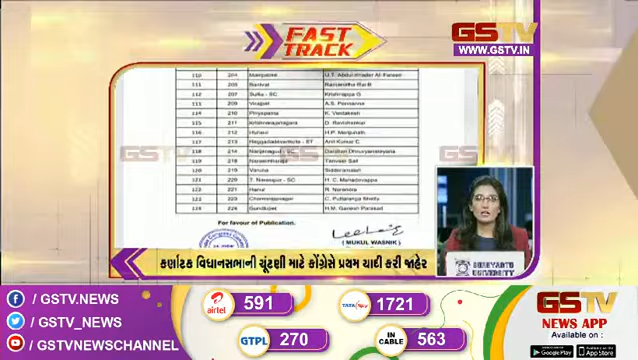 FAST
TRACK
GSTV
WWW.GSTV.IN
110 204 Mangalore U.T. Abdul Khader Ali Fareed
111 205 Bantval Ramanatha Rai B
112 207 Sullia - SC Krishnappa G
113 209 Virajpet A.S. Ponnanna
114 210 Piriyapatna K. Venkatesh
115 211 Krishnarajanagara D. Ravishankar
116 212 Hunsur H.P. Manjunath
117 213 Heggadadevankote - ST Anil Kumar C
118 214 Nanjangud - SC Darshan Dhruvanarayana
119 218 Narasimharaja Tanveer Sait
120 219 Varuna Siddaramaiah
121 220 T. Narasipur - SC H. C. Mahadevappa
122 221 Hanur R. Narendra
123 223 Chamarajanagar C. Puttaranga Shetty
124 224 Gundlupet H.M. Ganesh Prasad
For favour of Publication.
(MUKUL WASNIK)
કર્ણાટક વિધાનસભાની ચૂંટણી માટે કોંગ્રેસે પ્રથમ યાદી કરી જાહેર
SHREYARTH
UNIVERSITY
/ GSTV.NEWS
/ GSTV_NEWS
/ GSTVNEWSCHANNEL
airtel 591
TATA PLAY 1721
GTPL 270
IN CABLE 563
GSTV
NEWS APP
Available on :
Google Play
App Store